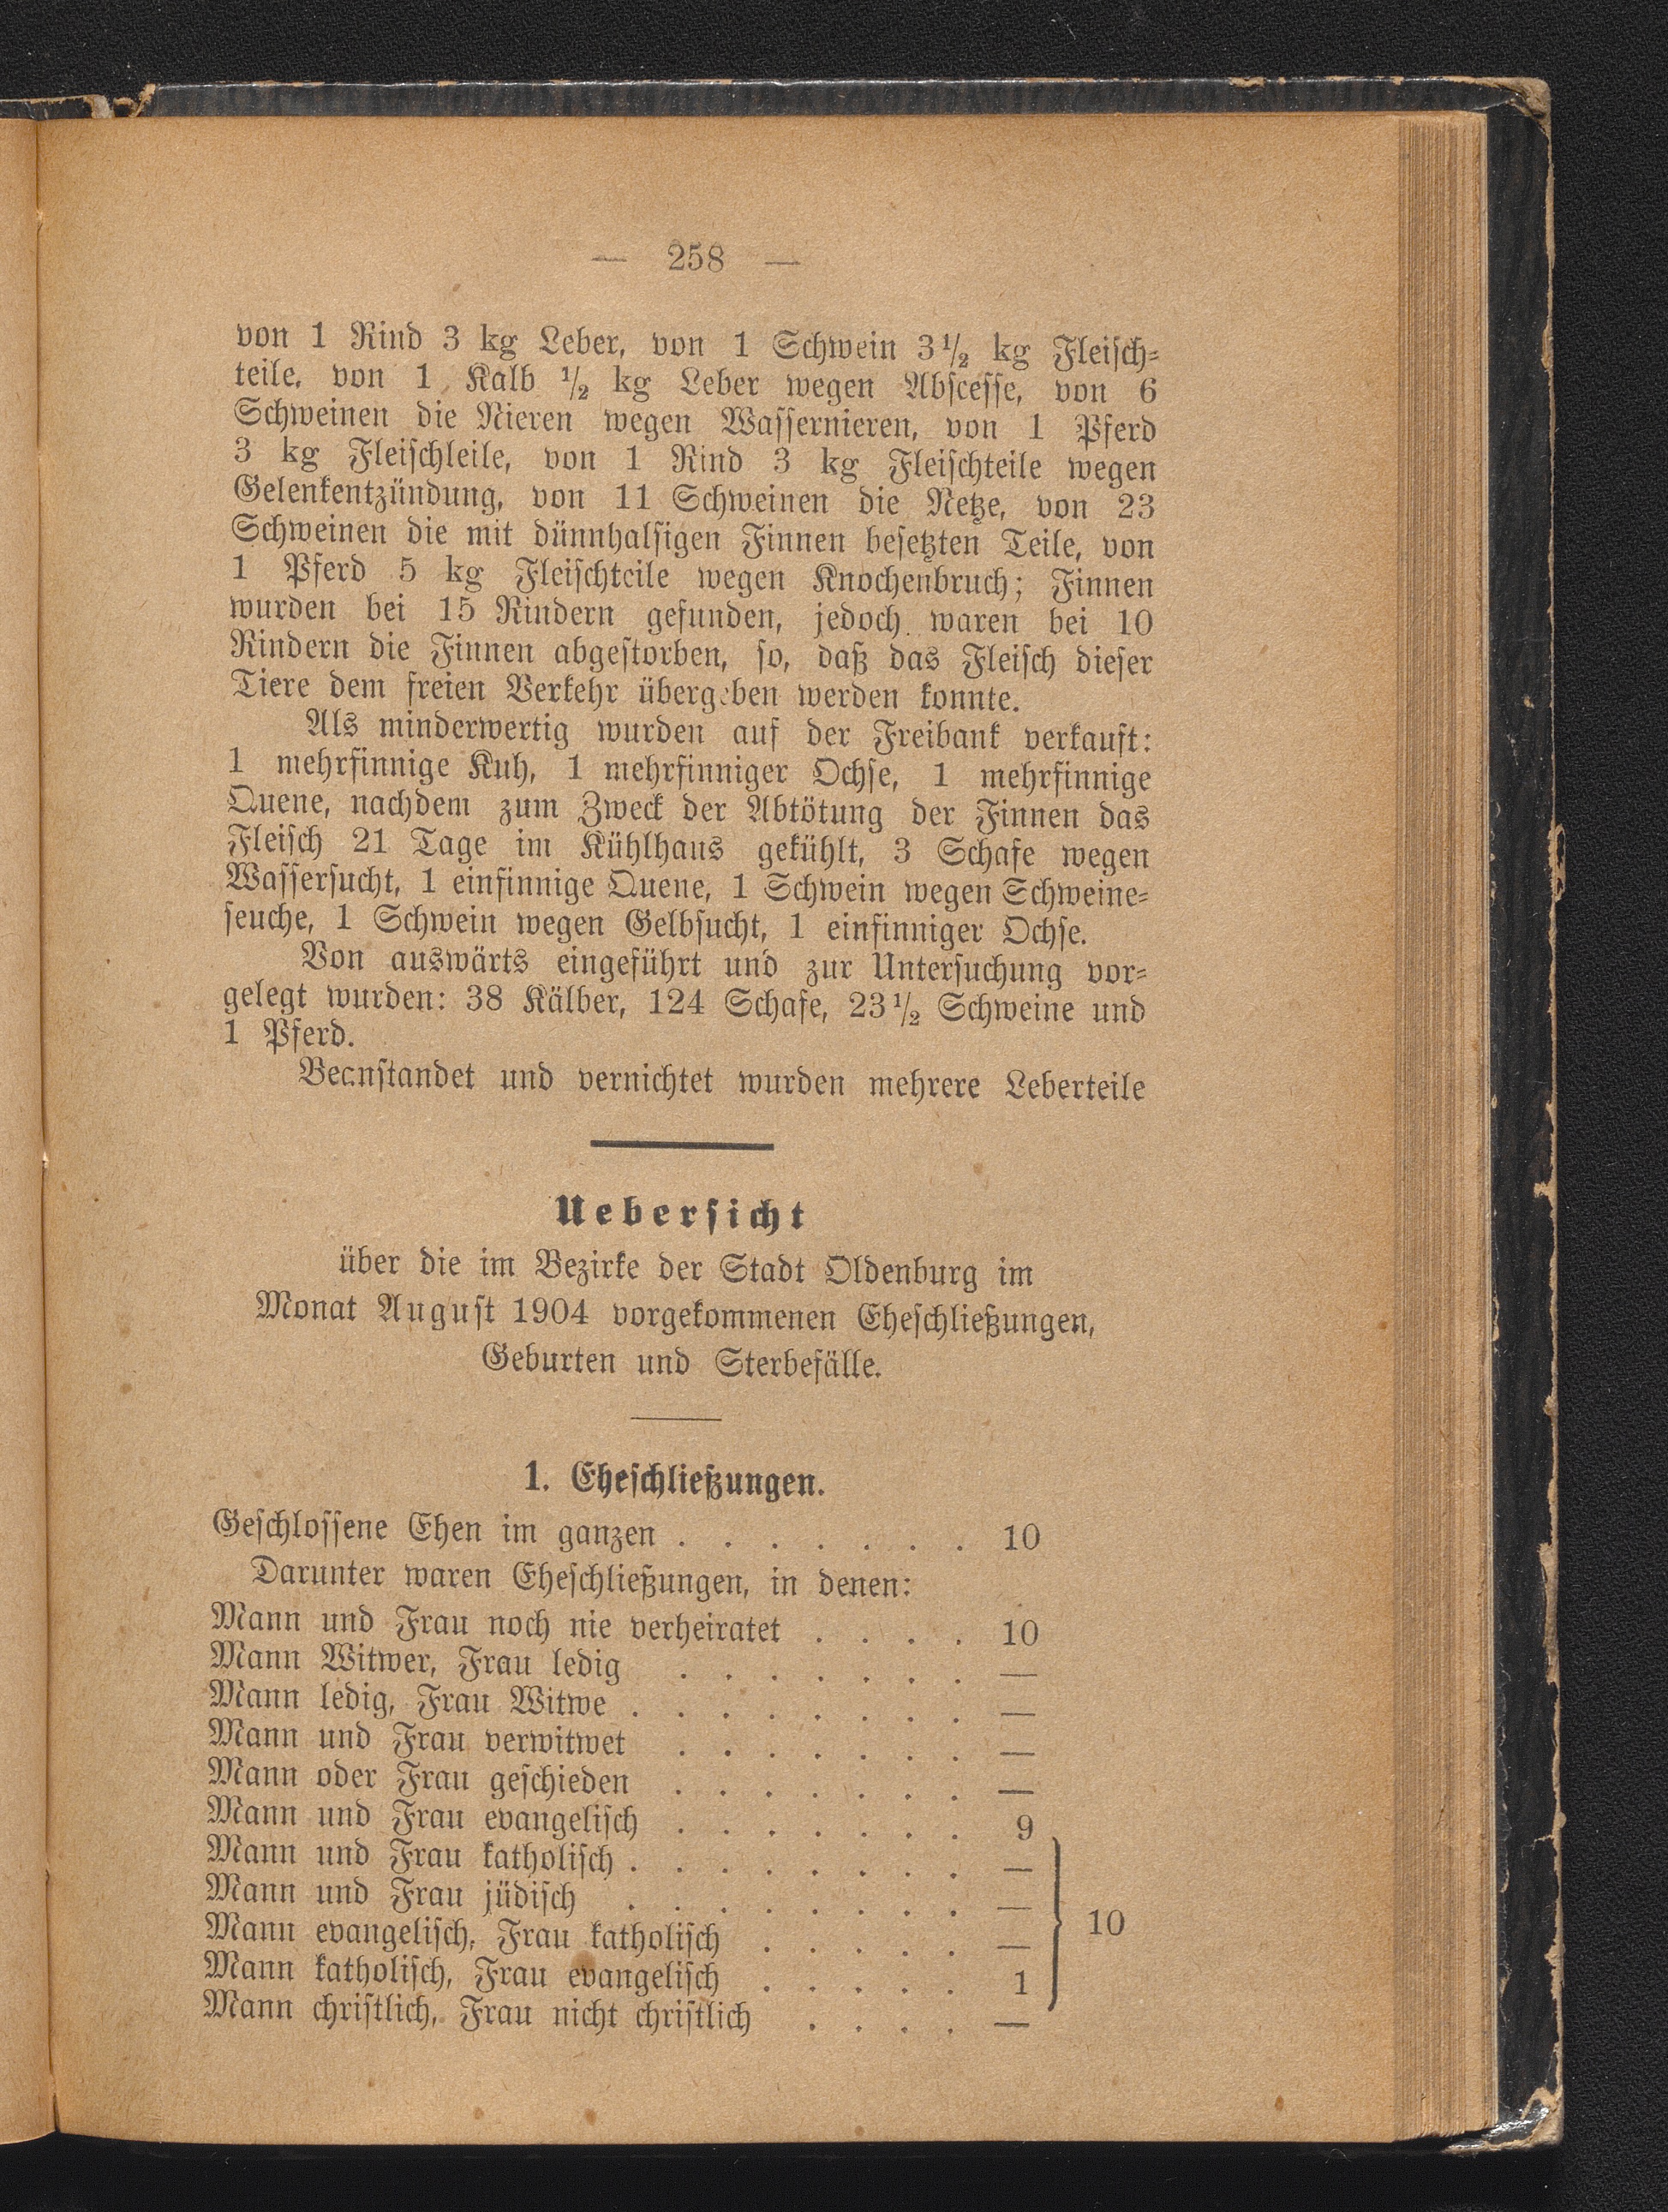 — 258 —
von 1 Rind 3 kg Leber, von 1 Schwein 3½ kg Fleisch-
teile, von 1 Kalb ½ kg Leber wegen Abscesse, von 6
Schweinen die Nieren wegen Wassernieren, von 1 Pferd
3 kg Fleischleile, von 1 Rind 3 kg Fleischteile wegen
Gelenkentzündung, von 11 Schweinen die Netze, von 23
Schweinen die mit dünnhalsigen Finnen besetzten Teile, von
1 Pferd 5 kg Fleischteile wegen Knochenbruch; Finnen
wurden bei 15 Rindern gefunden, jedoch waren bei 10
Rindern die Finnen abgestorben, so, daß das Fleisch dieser
Tiere dem freien Verkehr übergeben werden konnte.
Als minderwertig wurden auf der Freibank verkauft:
1 mehrfinnige Kuh, 1 mehrfinniger Ochse, 1 mehrfinnige
Quene, nachdem zum Zweck der Abtötung der Finnen das
Fleisch 21 Tage im Kühlhaus gekühlt, 3 Schafe wegen
Wassersucht, 1 einfinnige Quene, 1 Schwein wegen Schweine-
seuche, 1 Schwein wegen Gelbsucht, 1 einfinniger Ochse.
Von auswärts eingeführt und zur Untersuchung vor-
gelegt wurden: 38 Kälber, 124 Schafe, 23½ Schweine und
1 Pferd.
Beanstandet und vernichtet wurden mehrere Leberteile
Uebersicht
über die im Bezirke der Stadt Oldenburg im
Monat August 1904 vorgekommenen Eheschließungen,
Geburten und Sterbefälle.
1. Eheschließungen.
Geschlossene Ehen im ganzen . . . . . . . 10
Darunter waren Eheschließungen, in denen:
Mann und Frau noch nie verheiratet . . . . 10
Mann Witwer, Frau ledig . . . . . . . —
Mann ledig, Frau Witwe . . . . . . . . —
Mann und Frau verwitwet . . . . . . . —
Mann oder Frau geschieden . . . . . . . —
Mann und Frau evangelisch . . . . . . . 9
Mann und Frau katholisch . . . . . . . . —
Mann und Frau jüdisch . . . . . . . . —
Mann evangelisch, Frau katholisch . . . . . — } 10
Mann katholisch, Frau evangelisch . . . . . 1
Mann christlich, Frau nicht christlich . . . . —